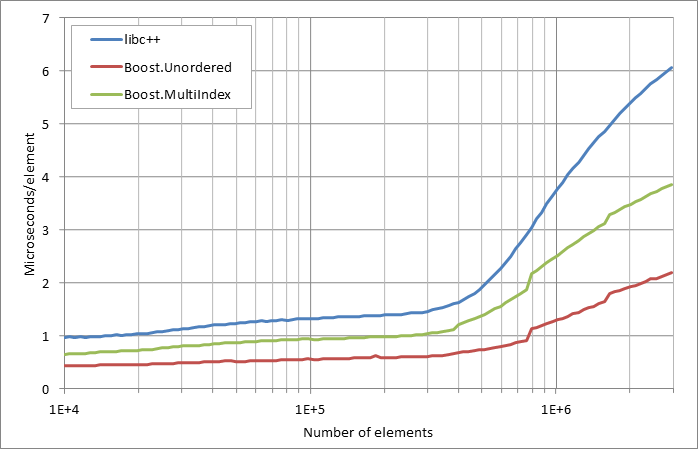 7
6
5
4
3
2
1
0
Microseconds/element
libc++
Boost.Unordered
Boost.MultiIndex
1E+4
1E+5
1E+6
Number of elements